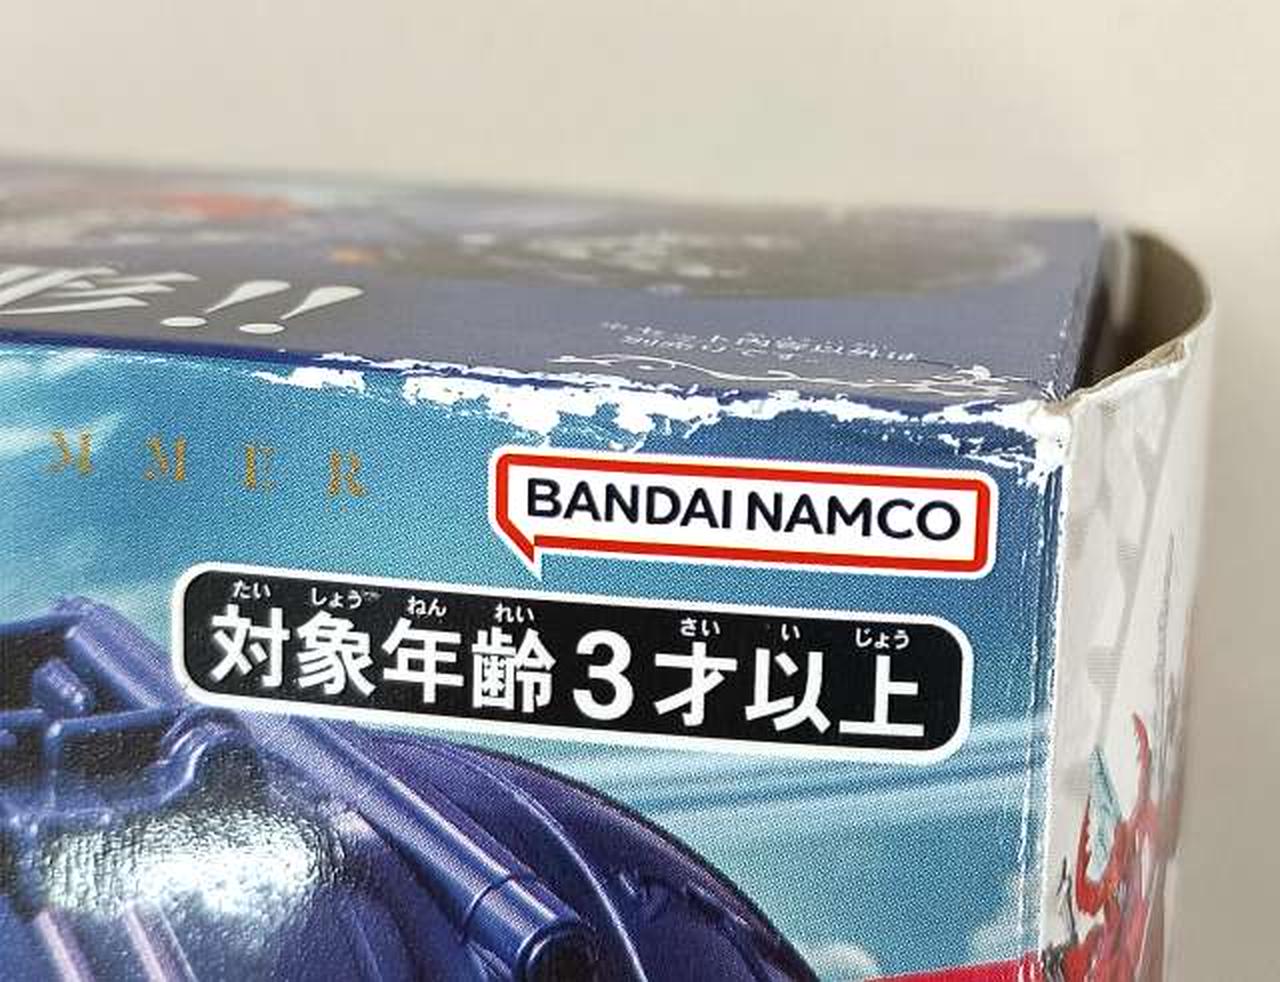 !!
MMER
BANDAI NAMCO
たい しょう ねん れい さい い じょう
対象年齢3才以上